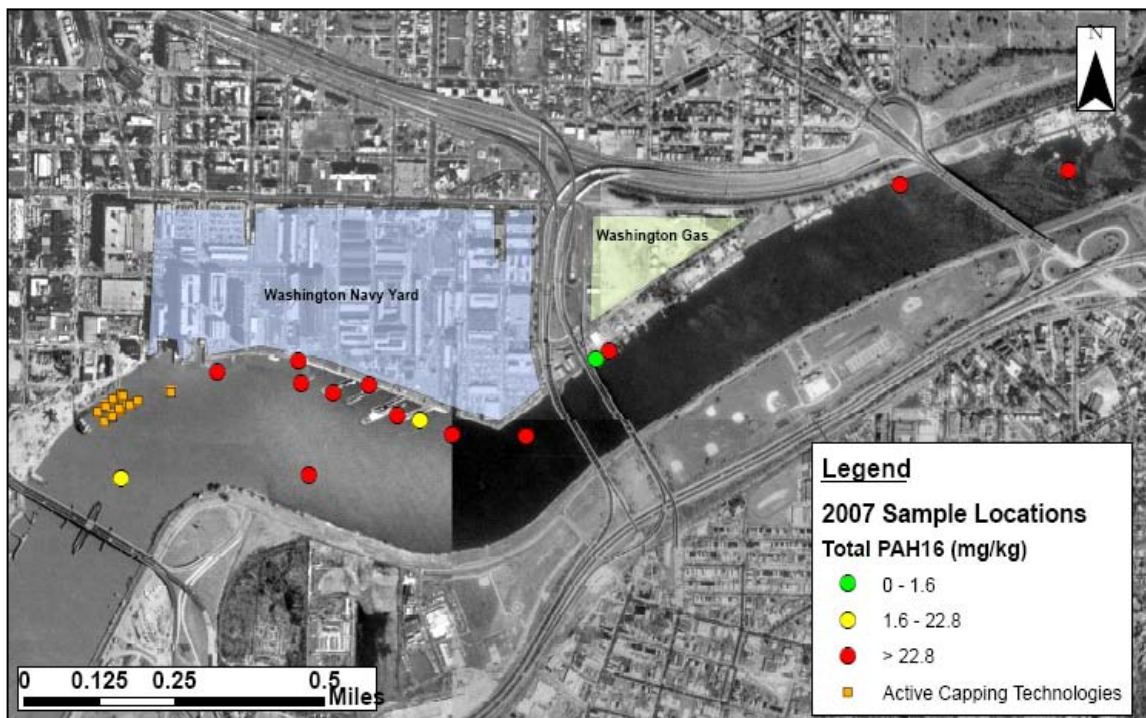 N
Washington Gas
Washington Navy Yard
Legend
2007 Sample Locations
Total PAH16 (mg/kg)
0 - 1.6
1.6 - 22.8
> 22.8
Active Capping Technologies
0 0.125 0.25 0.5
Miles